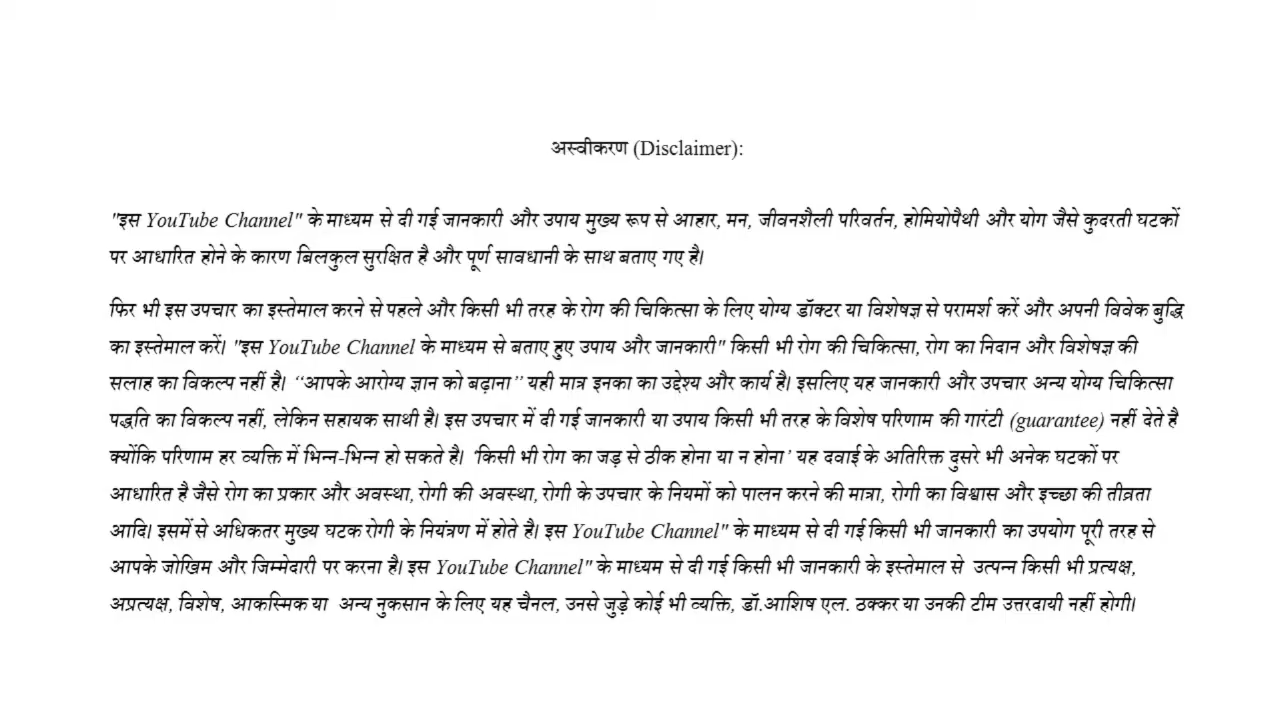 अस्वीकरण (Disclaimer):
"इस YouTube Channel" के माध्यम से दी गई जानकारी और उपाय मुख्य रूप से आहार, मन, जीवनशैली परिवर्तन, होमियोपैथी और योग जैसे कुदरती घटकों
पर आधारित होने के कारण बिलकुल सुरक्षित है और पूर्ण सावधानी के साथ बताए गए है।
फिर भी इस उपचार का इस्तेमाल करने से पहले और किसी भी तरह के रोग की चिकित्सा के लिए योग्य डॉक्टर या विशेषज्ञ से परामर्श करें और अपनी विवेक बुद्धि
का इस्तेमाल करें। "इस YouTube Channel के माध्यम से बताए हुए उपाय और जानकारी" किसी भी रोग की चिकित्सा, रोग का निदान और विशेषज्ञ की
सलाह का विकल्प नहीं है। “आपके आरोग्य ज्ञान को बढ़ाना” यही मात्र इनका का उद्देश्य और कार्य है। इसलिए यह जानकारी और उपचार अन्य योग्य चिकित्सा
पद्धति का विकल्प नहीं, लेकिन सहायक साथी है। इस उपचार में दी गई जानकारी या उपाय किसी भी तरह के विशेष परिणाम की गारंटी (guarantee) नहीं देते है
क्योंकि परिणाम हर व्यक्ति में भिन्न-भिन्न हो सकते है। ‘किसी भी रोग का जड़ से ठीक होना या न होना’ यह दवाई के अतिरिक्त दुसरे भी अनेक घटकों पर
आधारित है जैसे रोग का प्रकार और अवस्था, रोगी की अवस्था, रोगी के उपचार के नियमों को पालन करने की मात्रा, रोगी का विश्वास और इच्छा की तीव्रता
आदि। इसमें से अधिकतर मुख्य घटक रोगी के नियंत्रण में होते है। इस YouTube Channel" के माध्यम से दी गई किसी भी जानकारी का उपयोग पूरी तरह से
आपके जोखिम और जिम्मेदारी पर करना है। इस YouTube Channel" के माध्यम से दी गई किसी भी जानकारी के इस्तेमाल से उत्पन्न किसी भी प्रत्यक्ष,
अप्रत्यक्ष, विशेष, आकस्मिक या अन्य नुकसान के लिए यह चैनल, उनसे जुड़े कोई भी व्यक्ति, डॉ.आशिष एल. ठक्कर या उनकी टीम उत्तरदायी नहीं होगी।